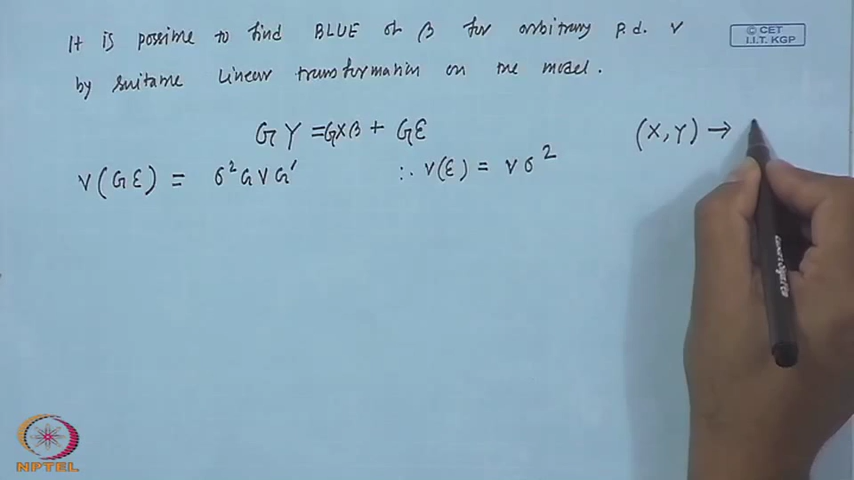 It is possible to find BLUE of β for arbitrary p.d. V
© CET
I.I.T. KGP
by suitable linear transformation on the model.
GY = GXβ + Gε
(X, Y) →
V(Gε) = σ²GVG'
∴ V(ε) = Vσ²
NPTEL